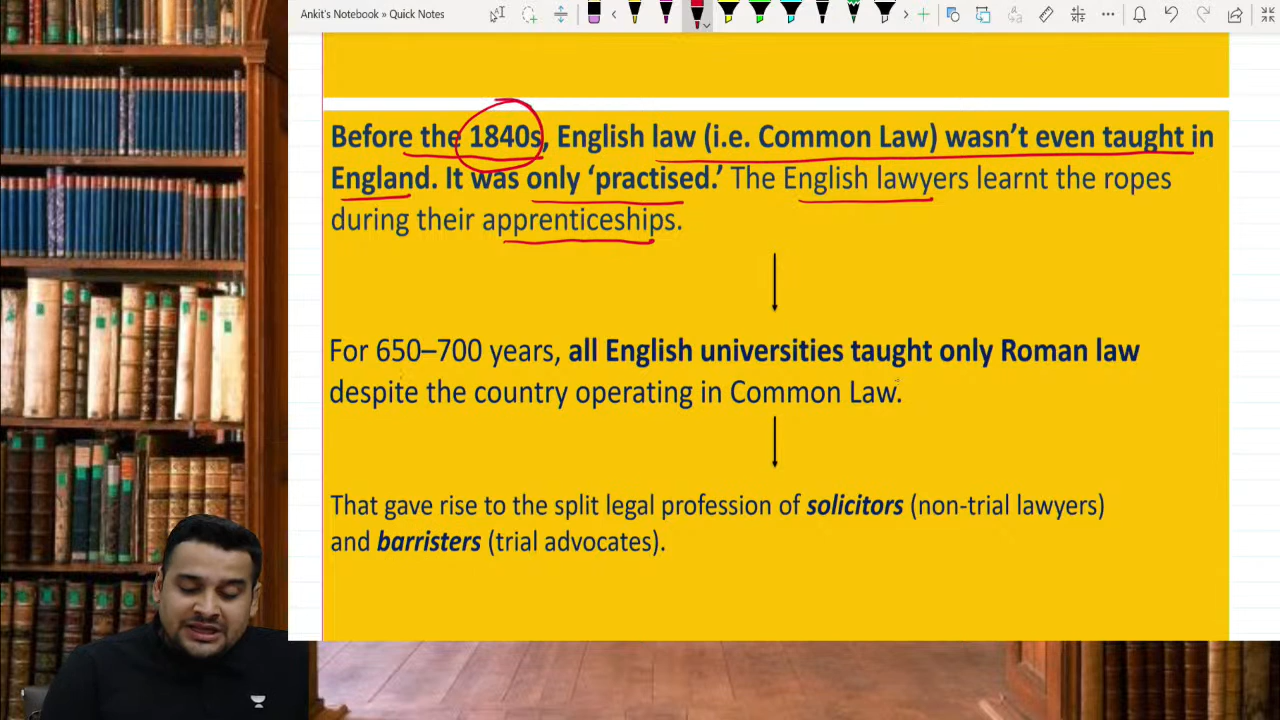 Ankit's Notebook » Quick Notes
Before the 1840s, English law (i.e. Common Law) wasn't even taught in
England. It was only ‘practised.’ The English lawyers learnt the ropes
during their apprenticeships.
For 650–700 years, all English universities taught only Roman law
despite the country operating in Common Law.
That gave rise to the split legal profession of solicitors (non-trial lawyers)
and barristers (trial advocates).